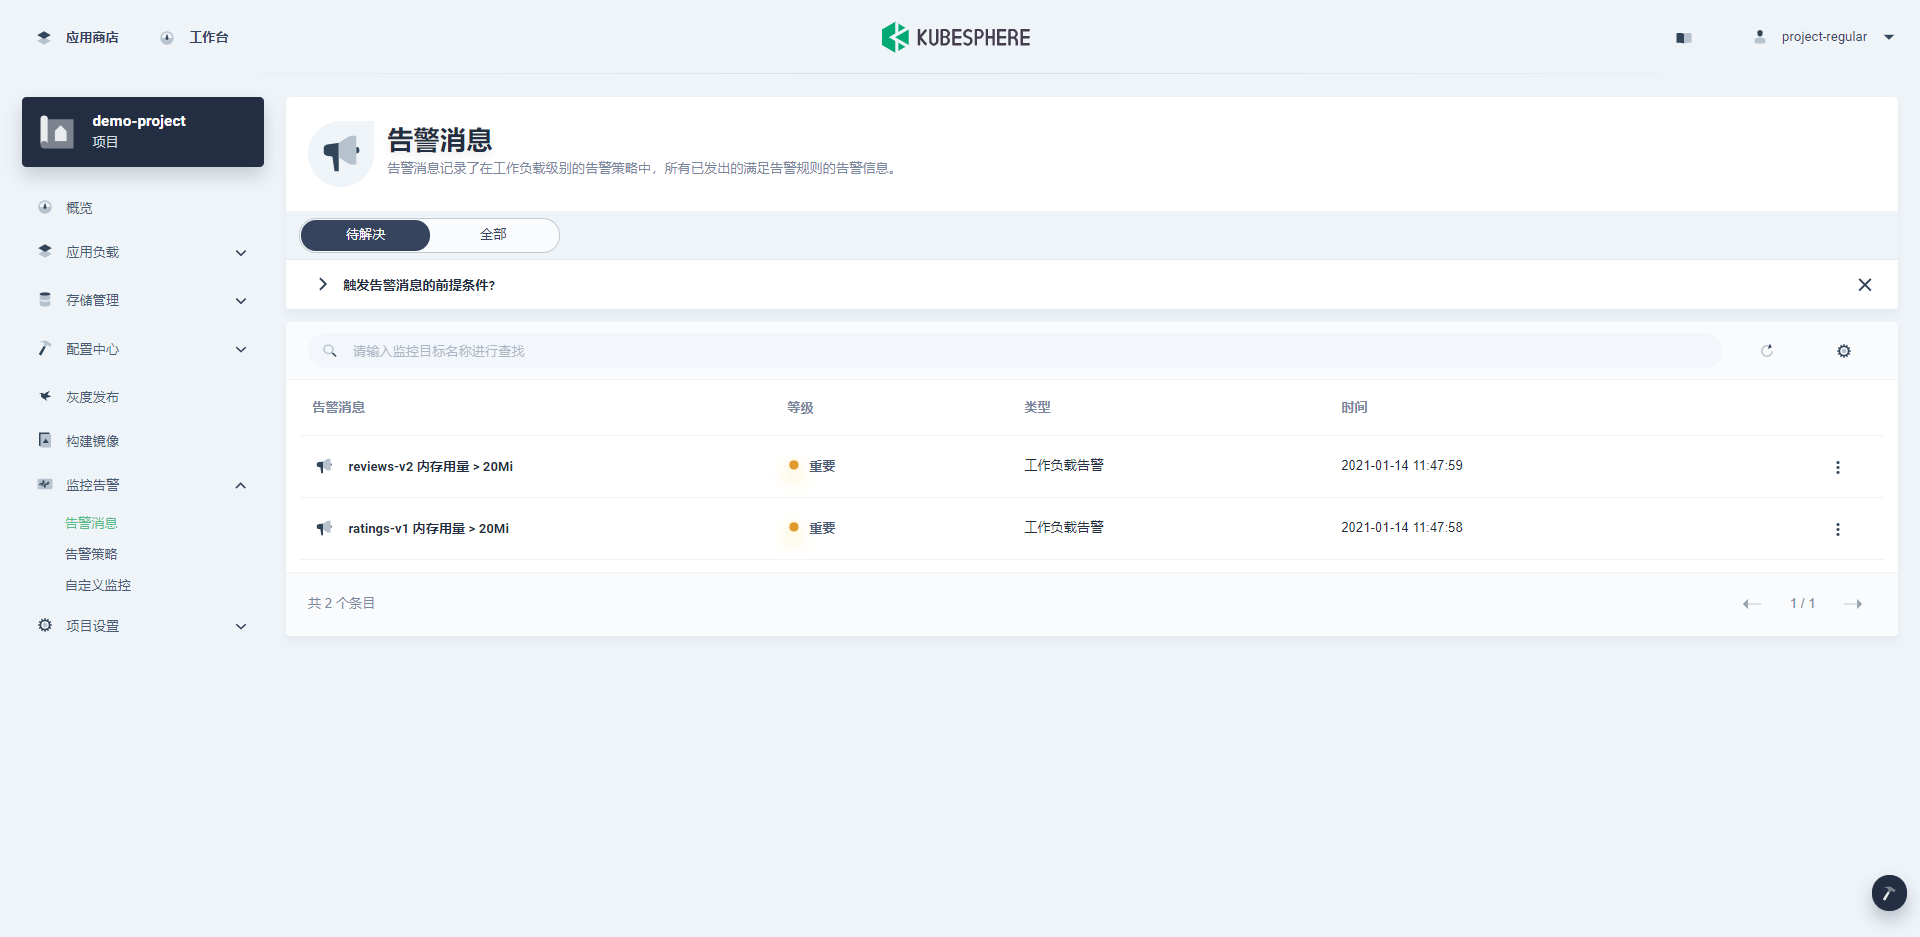 应用商店
工作台
KUBESPHERE
project-regular
demo-project
项目
概览
应用负载
存储管理
配置中心
灰度发布
构建镜像
监控告警
告警消息
告警策略
自定义监控
项目设置
告警消息
告警消息记录了在工作负载级别的告警策略中，所有已发出的满足告警规则的告警信息。
待解决
全部
触发告警消息的前提条件?
请输入监控目标名称进行查找
告警消息 等级 类型 时间
reviews-v2 内存用量 > 20Mi 重要 工作负载告警 2021-01-14 11:47:59
ratings-v1 内存用量 > 20Mi 重要 工作负载告警 2021-01-14 11:47:58
共 2 个条目
1 / 1